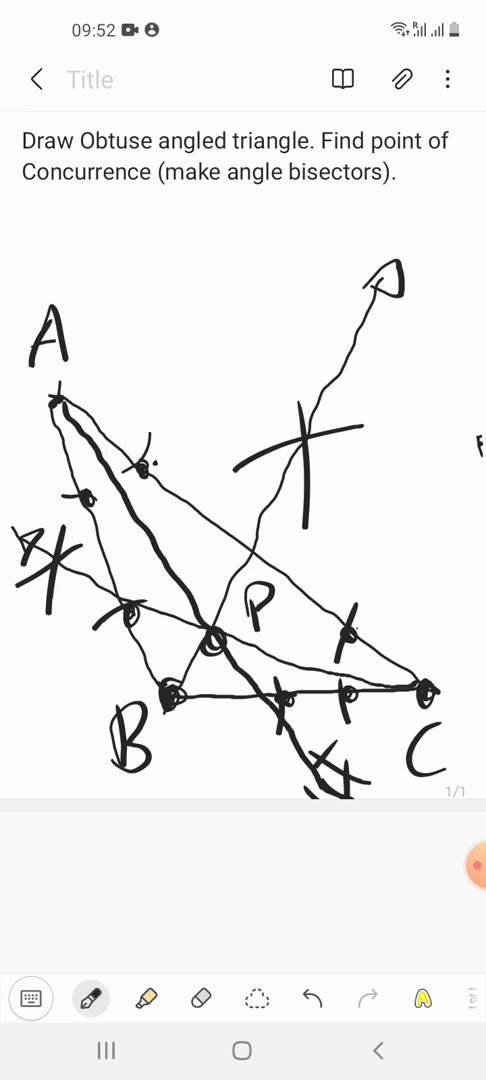 09:52
Title
Draw Obtuse angled triangle. Find point of
Concurrence (make angle bisectors).
A
P
B
C
1/1
A